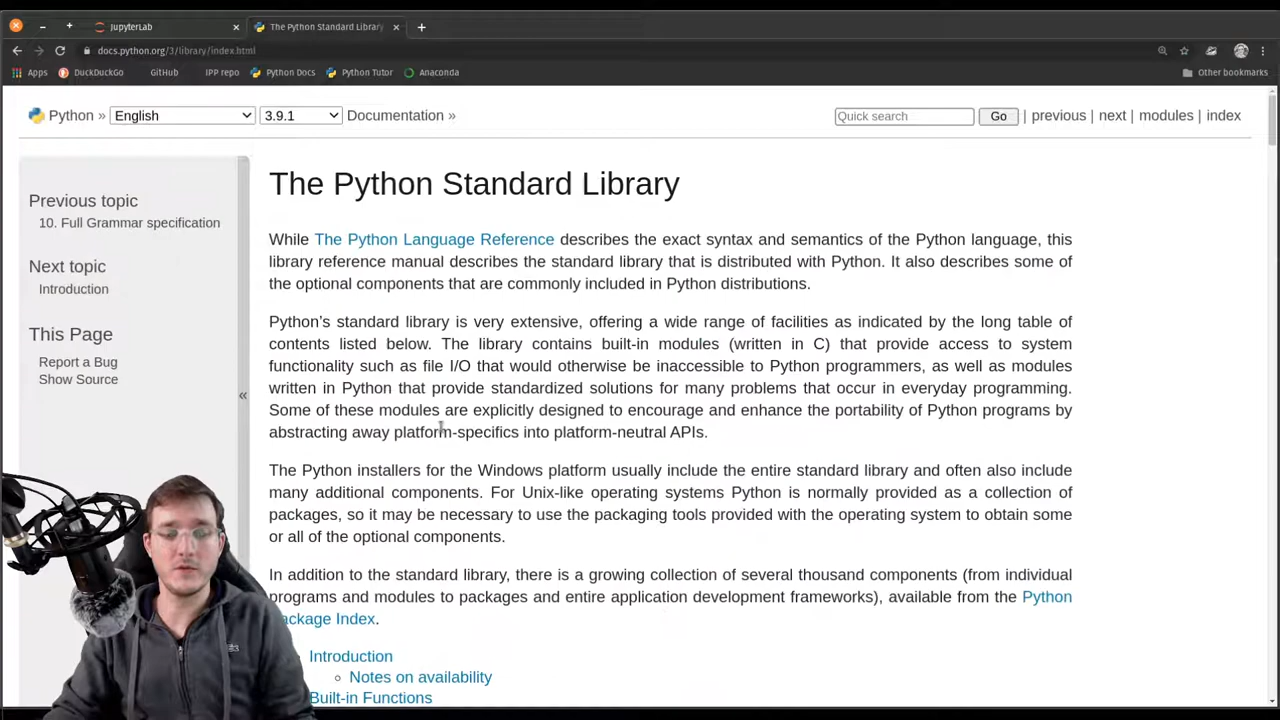 JupyterLab
The Python Standard Library
docs.python.org/3/library/index.html
Apps DuckDuckGo GitHub IPP repo Python Docs Python Tutor Anaconda Other bookmarks
Python » English 3.9.1 Documentation » Quick search Go | previous | next | modules | index
Previous topic
10. Full Grammar specification
Next topic
Introduction
This Page
Report a Bug
Show Source
«
The Python Standard Library
While The Python Language Reference describes the exact syntax and semantics of the Python language, this
library reference manual describes the standard library that is distributed with Python. It also describes some of
the optional components that are commonly included in Python distributions.
Python’s standard library is very extensive, offering a wide range of facilities as indicated by the long table of
contents listed below. The library contains built-in modules (written in C) that provide access to system
functionality such as file I/O that would otherwise be inaccessible to Python programmers, as well as modules
written in Python that provide standardized solutions for many problems that occur in everyday programming.
Some of these modules are explicitly designed to encourage and enhance the portability of Python programs by
abstracting away platform-specifics into platform-neutral APIs.
The Python installers for the Windows platform usually include the entire standard library and often also include
many additional components. For Unix-like operating systems Python is normally provided as a collection of
packages, so it may be necessary to use the packaging tools provided with the operating system to obtain some
or all of the optional components.
In addition to the standard library, there is a growing collection of several thousand components (from individual
programs and modules to packages and entire application development frameworks), available from the Python
ackage Index.
Introduction
Notes on availability
Built-in Functions